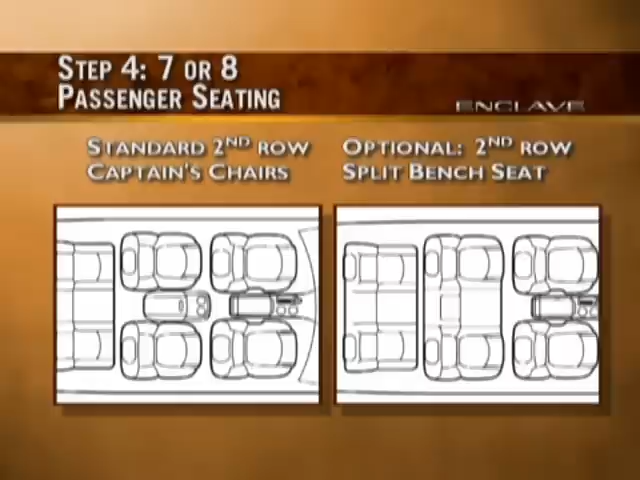 STEP 4: 7 OR 8
PASSENGER SEATING
ENCLAVE
STANDARD 2ND ROW
CAPTAIN'S CHAIRS
OPTIONAL: 2ND ROW
SPLIT BENCH SEAT